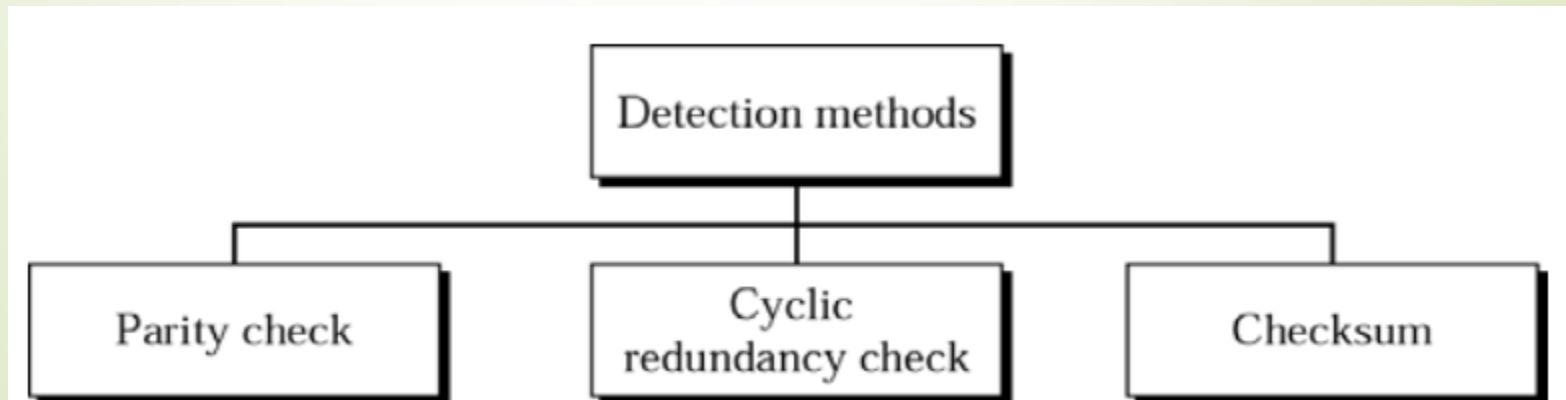 Detection methods
Parity check
Cyclic
redundancy check
Checksum